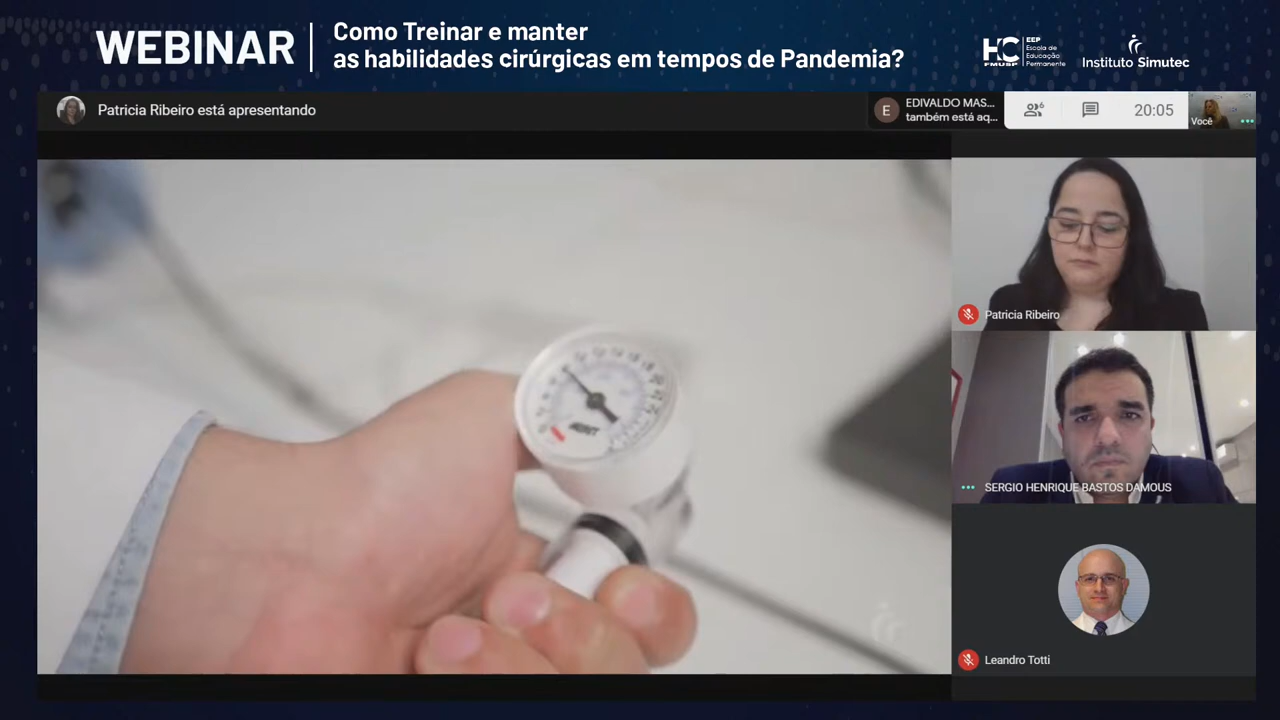 WEBINAR
Como Treinar e manter
as habilidades cirúrgicas em tempos de Pandemia?
HC
FMUSP
EEP
Escola de
Educação
Permanente
Instituto Simutec
Patricia Ribeiro está apresentando
E
EDIVALDO MAS...
também está aq...
6
20:05
Você
Patricia Ribeiro
SERGIO HENRIQUE BASTOS DAMOUS
Leandro Totti